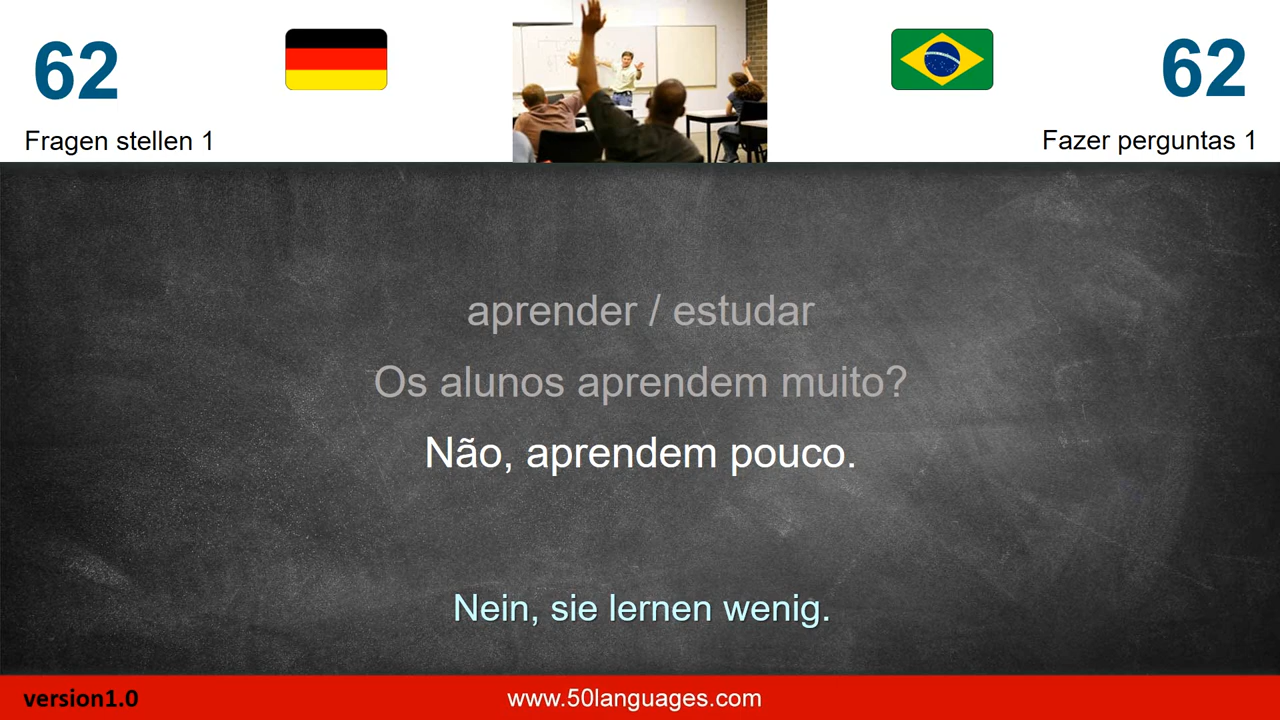 62
62
Fragen stellen 1
Fazer perguntas 1
aprender / estudar
Os alunos aprendem muito?
Não, aprendem pouco.
Nein, sie lernen wenig.
version1.0
www.50languages.com